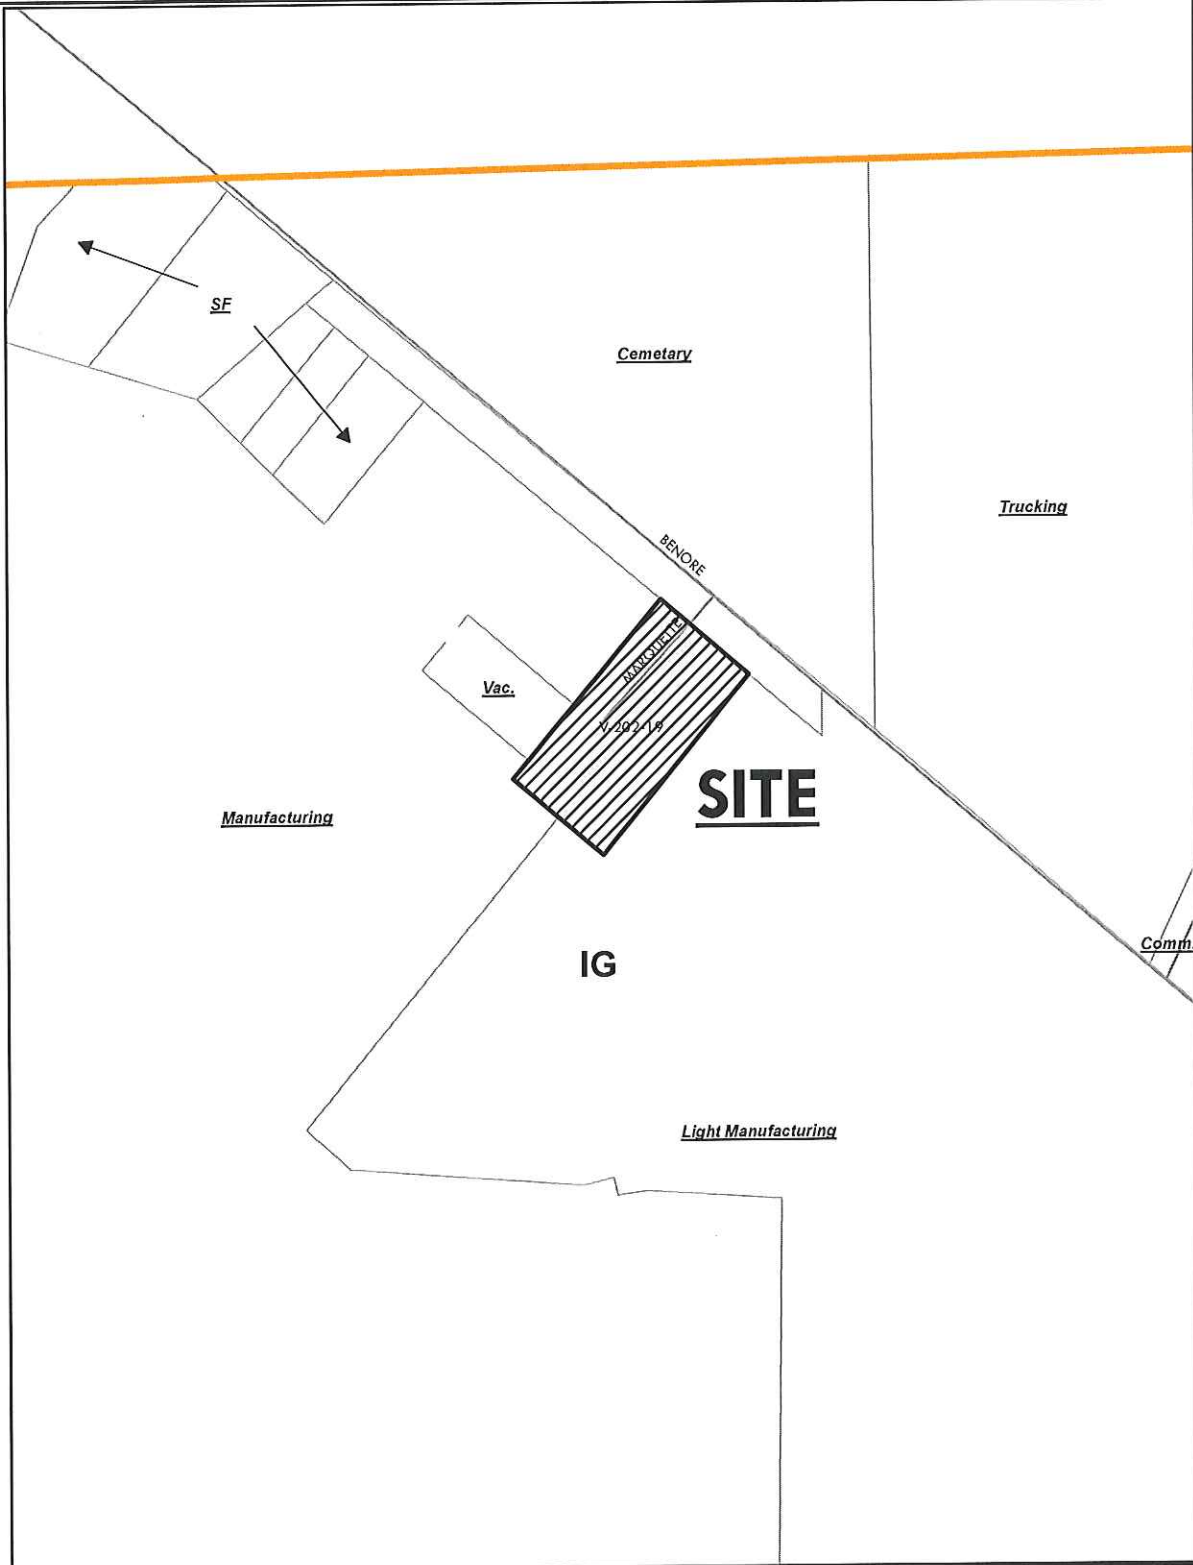 SF
Cemetary
Trucking
BENORE
MARQUETTE
Vac.
V-202-19
SITE
Manufacturing
Comm.
IG
Light Manufacturing